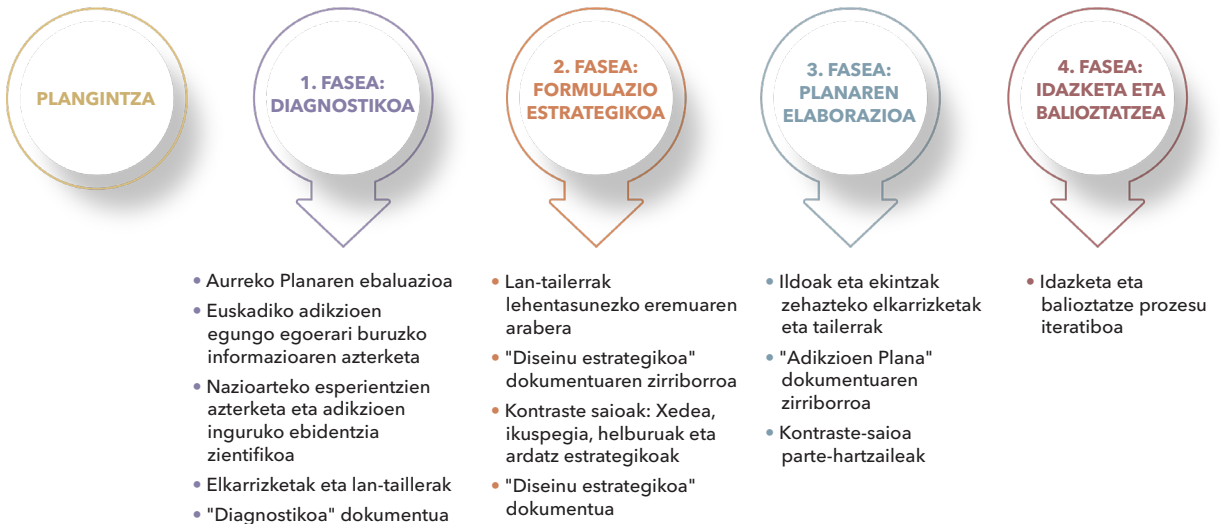 PLANGINTZA
1. FASEA:
DIAGNOSTIKOA
2. FASEA:
FORMULAZIO
ESTRATEGIKOA
3. FASEA:
PLANAREN
ELABORAZIOA
4. FASEA:
IDAZKETA ETA
BALIOZTATZEA
• Aurreko Planaren ebaluazioa
• Euskadiko adikzioen
egungo egoerari buruzko
informazioaren azterketa
• Nazioarteko esperientzien
azterketa eta adikzioen
inguruko ebidentzia
zientifikoa
• Elkarrizketak eta lan-taillerak
• "Diagnostikoa" dokumentua
• Lan-tailerrak
lehentasunezko eremuaren
arabera
• "Diseinu estrategikoa"
dokumentuaren zirriborroa
• Kontraste saioak: Xedea,
ikuspegia, helburuak eta
ardatz estrategikoak
• "Diseinu estrategikoa"
dokumentua
• Ildoak eta ekintzak
zehazteko elkarrizketak
eta tailerrak
• "Adikzioen Plana"
dokumentuaren
zirriborroa
• Kontraste-saioa
parte-hartzaileak
• Idazketa eta
balioztatze prozesu
iteratiboa